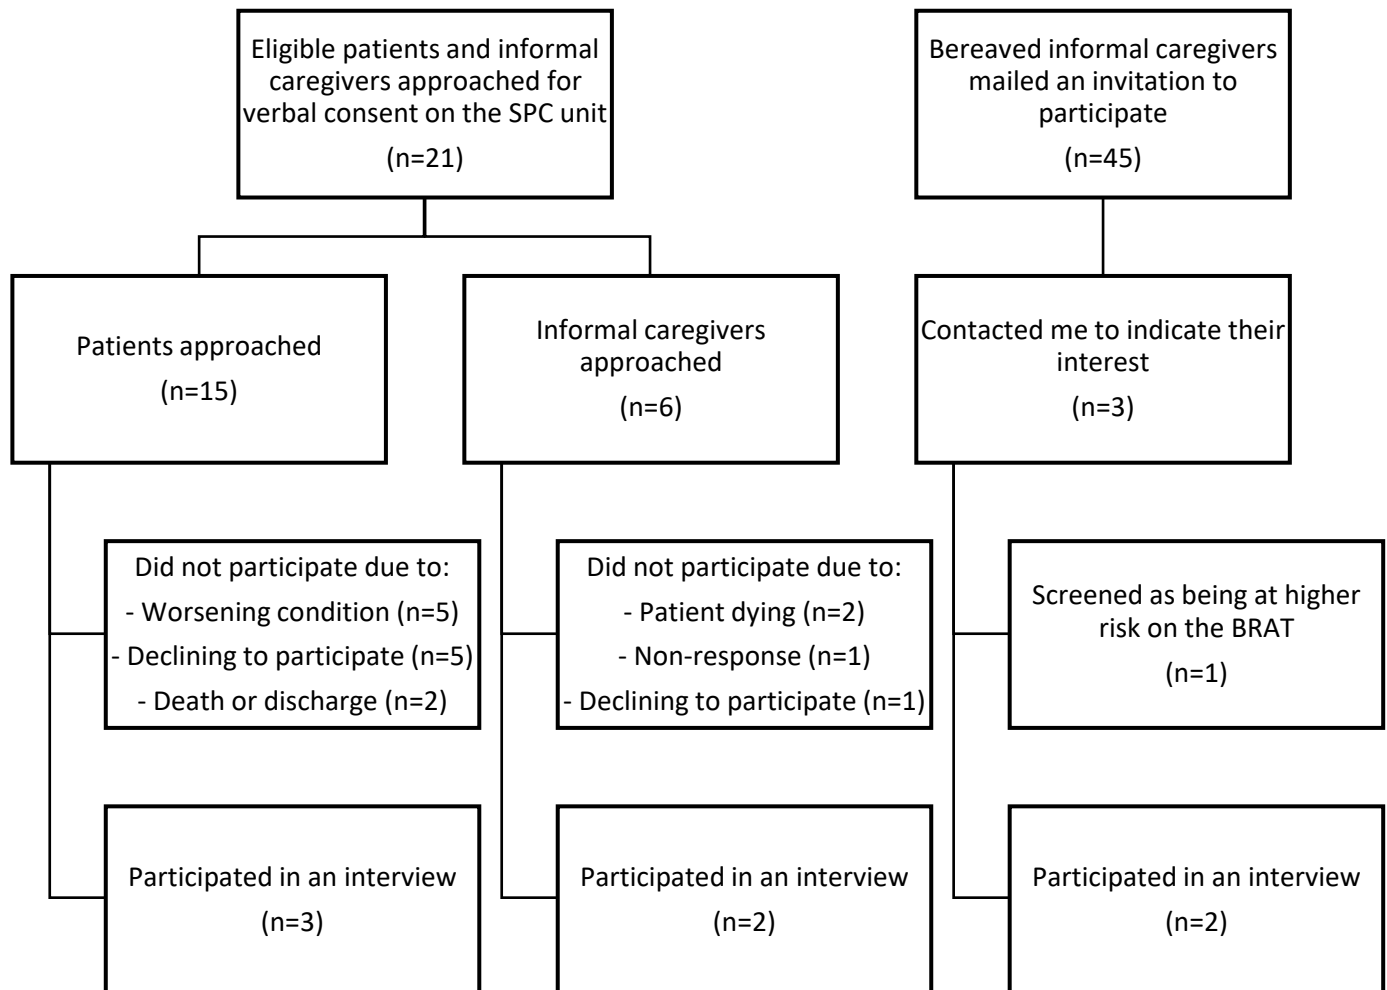 Eligible patients and informal
caregivers approached for
verbal consent on the SPC unit
(n=21)
Bereaved informal caregivers
mailed an invitation to
participate
(n=45)
Patients approached
(n=15)
Informal caregivers
approached
(n=6)
Contacted me to indicate their
interest
(n=3)
Did not participate due to:
- Worsening condition (n=5)
- Declining to participate (n=5)
- Death or discharge (n=2)
Did not participate due to:
- Patient dying (n=2)
- Non-response (n=1)
- Declining to participate (n=1)
Screened as being at higher
risk on the BRAT
(n=1)
Participated in an interview
(n=3)
Participated in an interview
(n=2)
Participated in an interview
(n=2)